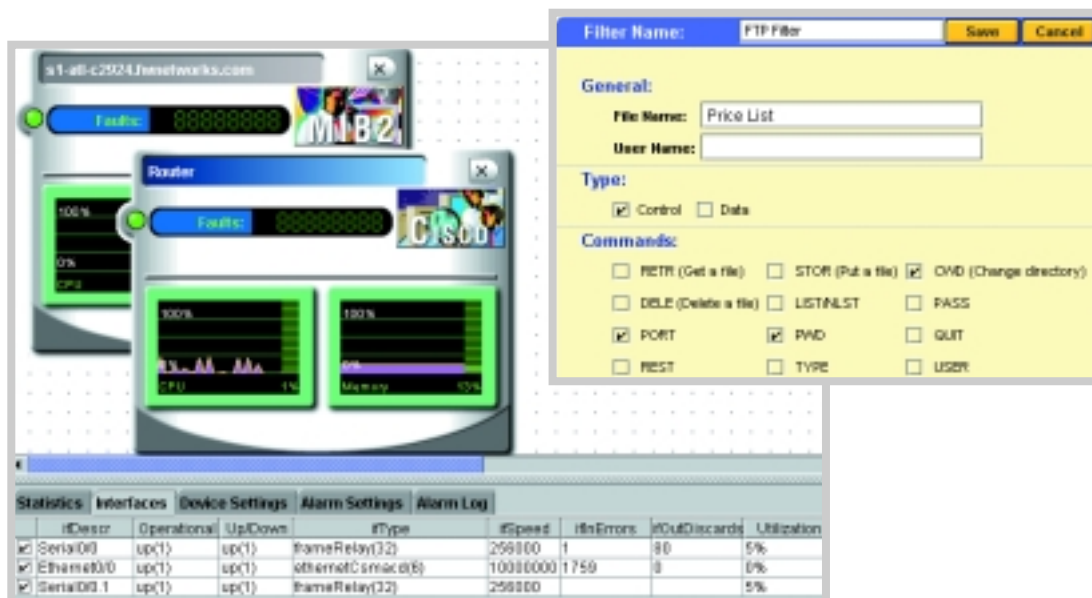 s1-atl-c2924.fwnetworks.com
Faults:
MIB2
100%
0%
CPU
Router
Faults:
Cisco
100%
0%
CPU 1%
100%
0%
Memory 13%
Statistics Interfaces Device Settings Alarm Settings Alarm Log
ifDescr Operational Up/Down ifType ifSpeed ifInErrors ifOutDiscards Utilization
Serial0/0 up(1) up(1) frameRelay(32) 256000 1 80 5%
Ethernet0/0 up(1) up(1) ethernetCsmacd(6) 10000000 1759 0 0%
Serial0/0.1 up(1) up(1) frameRelay(32) 256000 5%
Filter Name: FTP Filter Save Cancel
General:
File Name: Price List
User Name:
Type:
Control Data
Commands:
RETR (Get a file) STOR (Put a file) CWD (Change directory)
DELE (Delete a file) LIST/NLST PASS
PORT PWD QUIT
REST TYPE USER